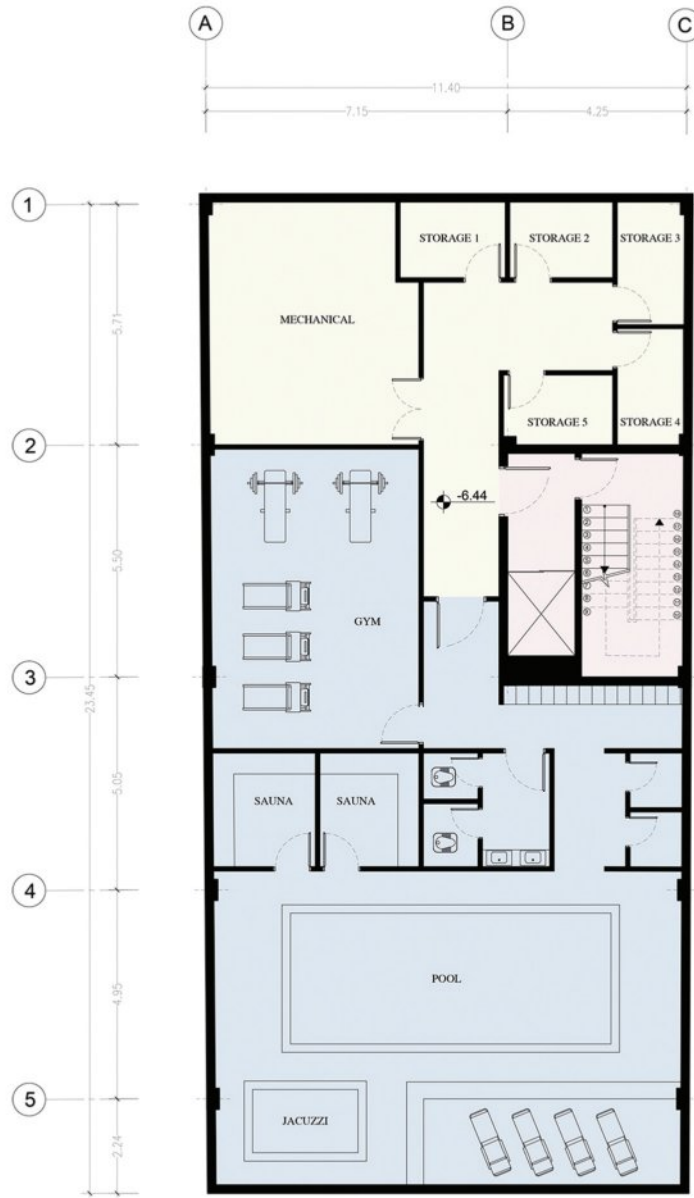 A B C
11.40
7.15 4.25
1
STORAGE 1 STORAGE 2 STORAGE 3
MECHANICAL
5.71
STORAGE 5 STORAGE 4
2
-6.44
5.50
GYM
3
23.45
5.05
SAUNA SAUNA
4
POOL
4.95
5
JACUZZI
2.24